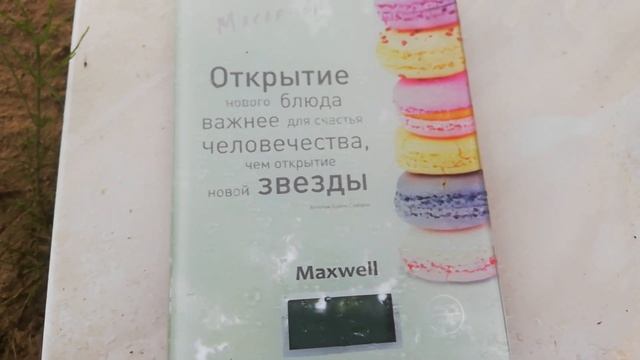 Открытие
нового блюда
важнее для счастья
человечества,
чем открытие
новой звезды
Maxwell